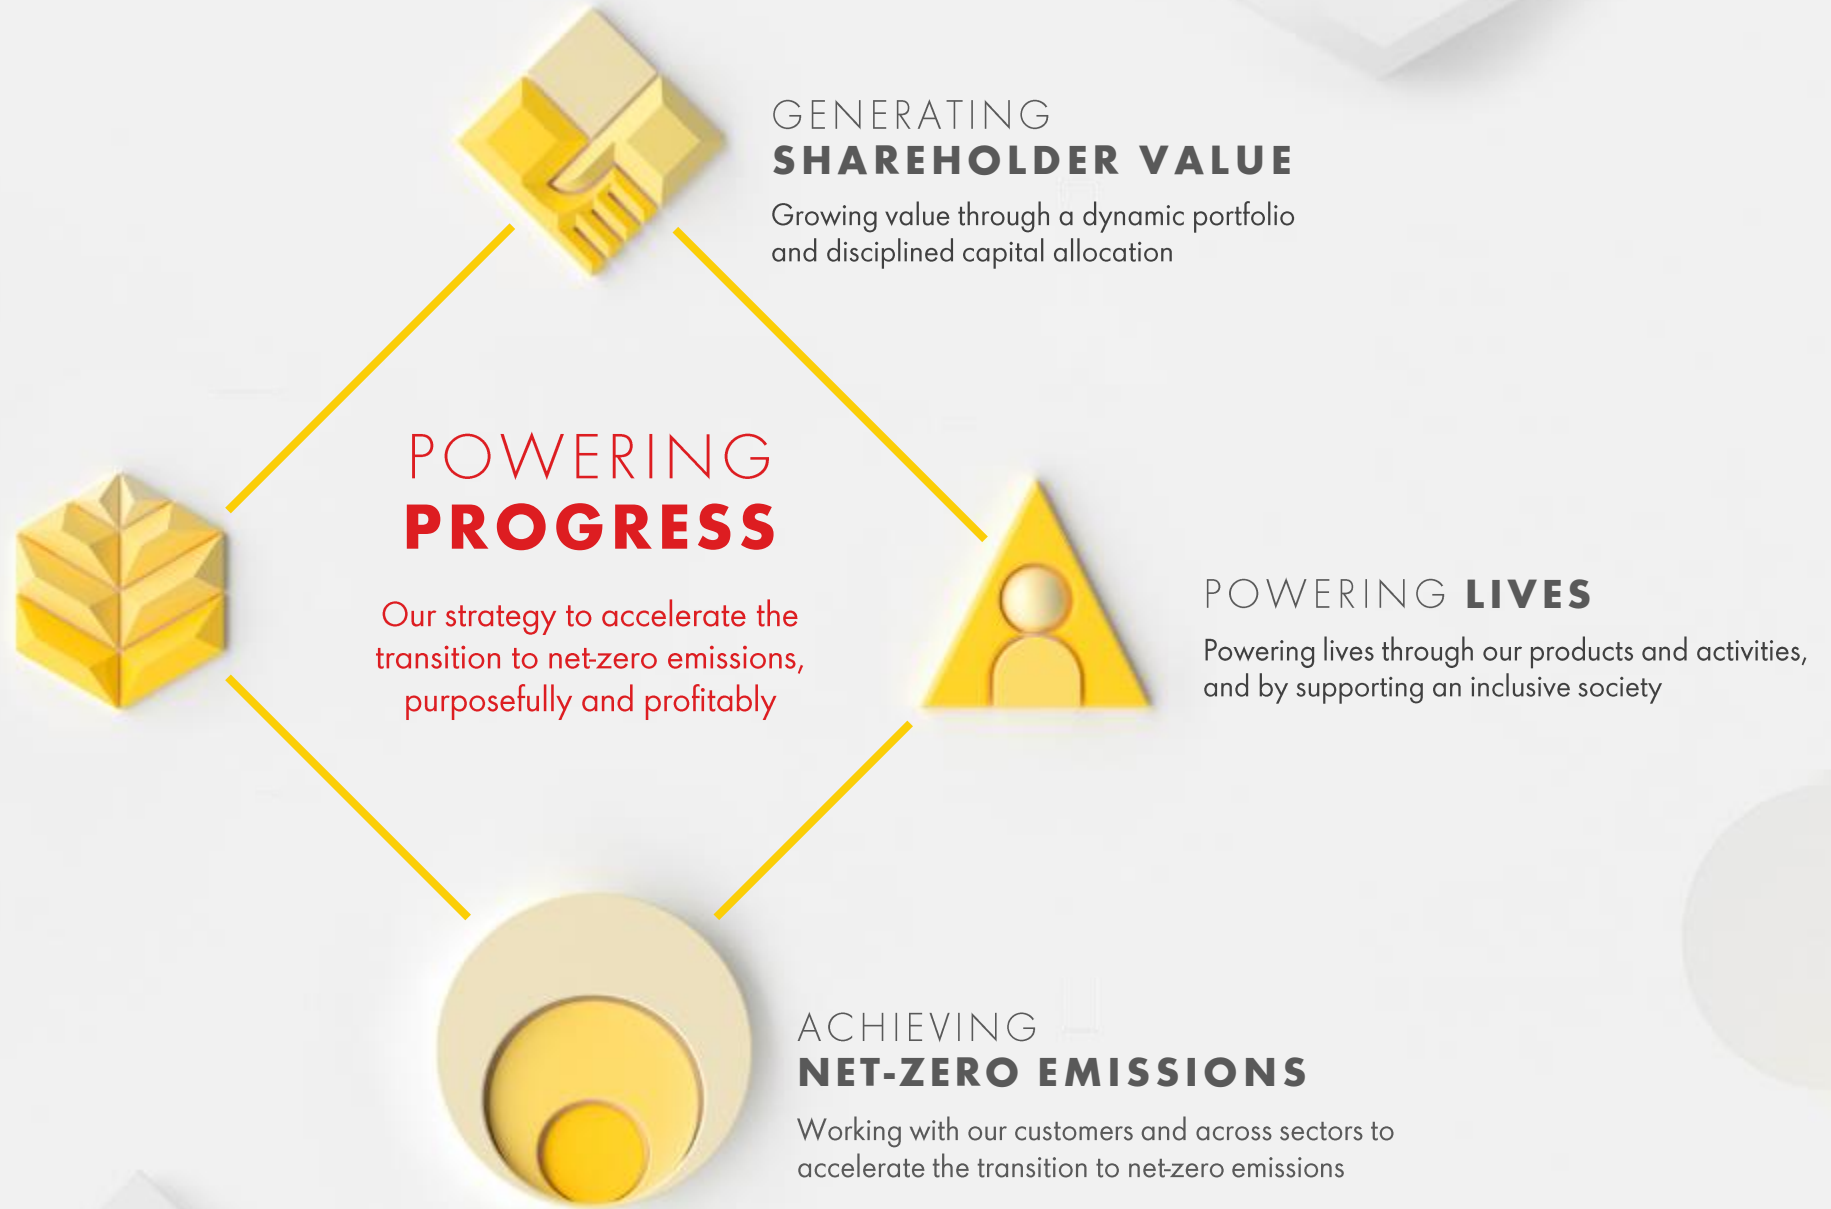 GENERATING
SHAREHOLDER VALUE
Growing value through a dynamic portfolio
and disciplined capital allocation
POWERING
PROGRESS
Our strategy to accelerate the
transition to net-zero emissions,
purposefully and profitably
POWERING LIVES
Powering lives through our products and activities,
and by supporting an inclusive society
ACHIEVING
NET-ZERO EMISSIONS
Working with our customers and across sectors to
accelerate the transition to net-zero emissions